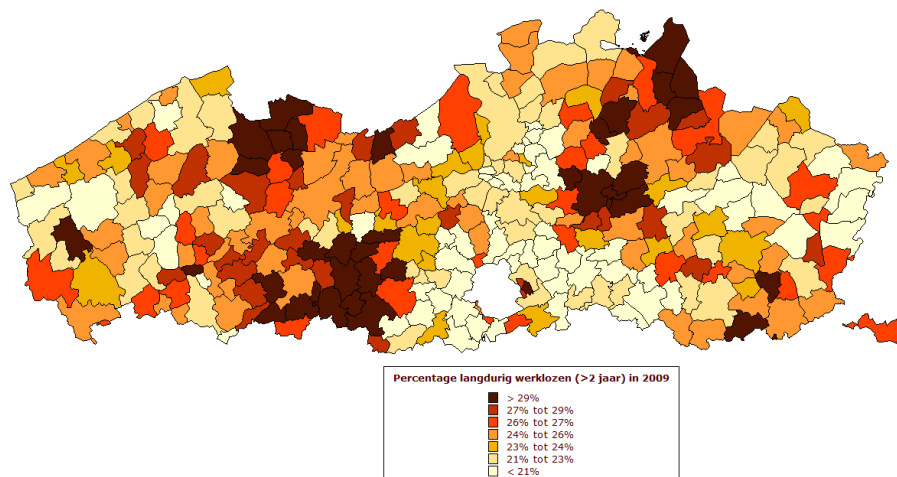 Percentage langdurig werklozen (>2 jaar) in 2009
> 29%
27% tot 29%
26% tot 27%
24% tot 26%
23% tot 24%
21% tot 23%
< 21%